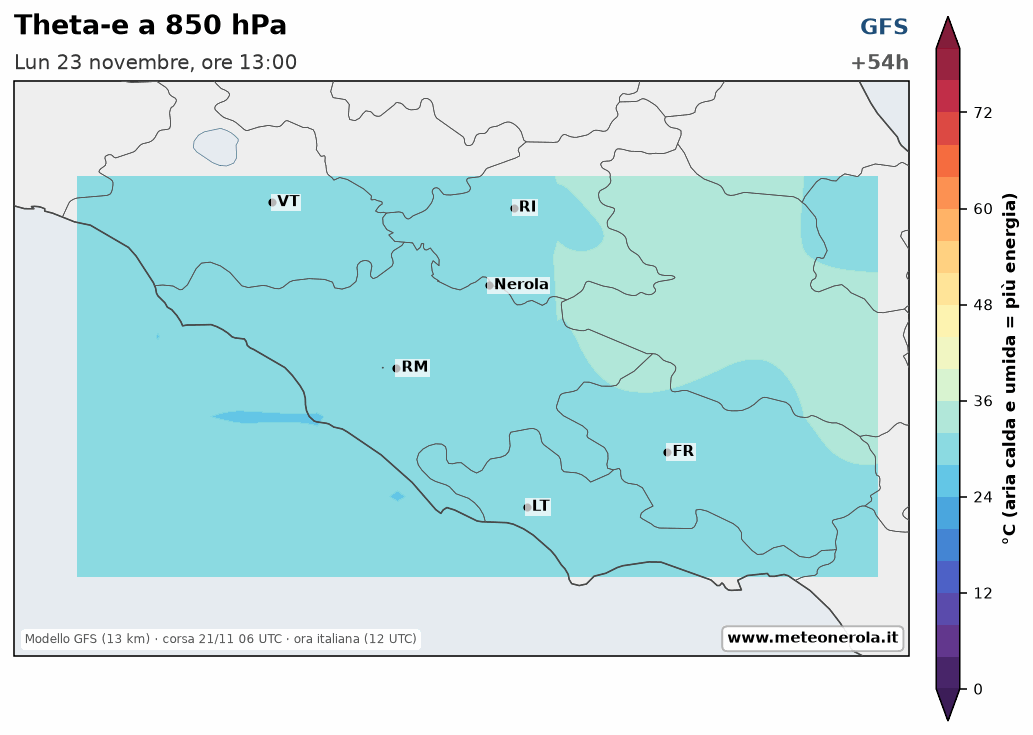 Theta-e a 850 hPa
GFS
Lun 23 novembre, ore 13:00
+54h
VT
RI
Nerola
RM
FR
LT
Modello GFS (13 km) · corsa 21/11 06 UTC · ora italiana (12 UTC)
www.meteonerola.it
72
60
48
36
24
12
0
°C (aria calda e umida = più energia)